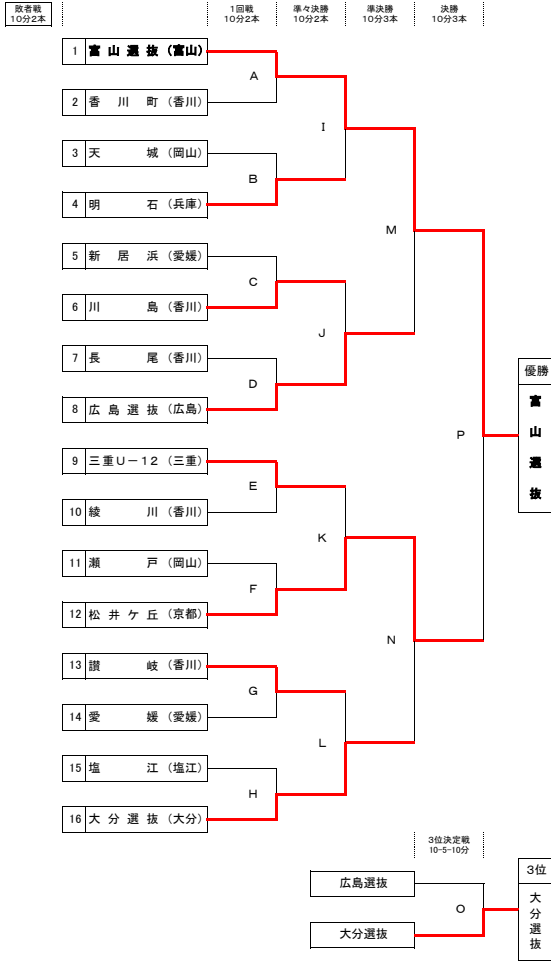 敗者戦 1回戦 準々決勝 準決勝 決勝
10分2本 10分2本 10分2本 10分3本 10分3本
1 富山選抜 (富山)
A
2 香川町 (香川)
I
3 天城 (岡山)
B
4 明石 (兵庫)
M
5 新居浜 (愛媛)
C
6 川島 (香川)
J
7 長尾 (香川)
優勝
D
8 広島選抜 (広島)
富山選抜
P
9 三重U-12 (三重)
E
10 綾川 (香川)
K
11 瀬戸 (岡山)
F
12 松井ケ丘 (京都)
N
13 讃岐 (香川)
G
14 愛媛 (愛媛)
L
15 塩江 (塩江)
H
16 大分選抜 (大分)
3位決定戦
10-5-10分
3位
広島選抜
大分選抜
O
大分選抜